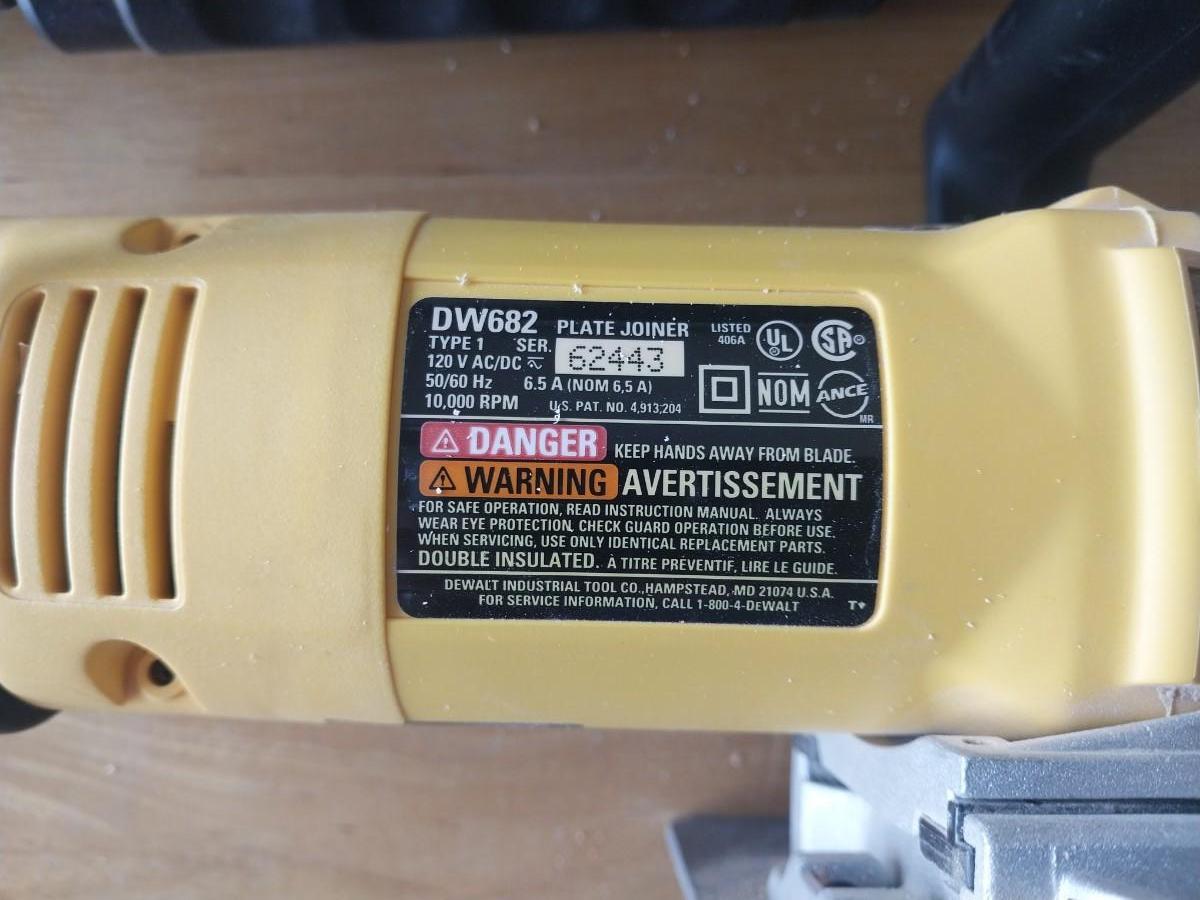 DW682 PLATE JOINER LISTED 406A UL SA
TYPE 1 SER. 62443
120 V AC/DC
50/60 Hz 6.5 A (NOM 6,5 A) NOM ANCE
10,000 RPM U.S. PAT. NO. 4,913,204 MR
DANGER KEEP HANDS AWAY FROM BLADE.
WARNING AVERTISSEMENT
FOR SAFE OPERATION, READ INSTRUCTION MANUAL. ALWAYS
WEAR EYE PROTECTION. CHECK GUARD OPERATION BEFORE USE.
WHEN SERVICING, USE ONLY IDENTICAL REPLACEMENT PARTS.
DOUBLE INSULATED. À TITRE PRÉVENTIF, LIRE LE GUIDE.
DEWALT INDUSTRIAL TOOL CO., HAMPSTEAD, MD 21074 U.S.A.
FOR SERVICE INFORMATION, CALL 1-800-4-DEWALT T